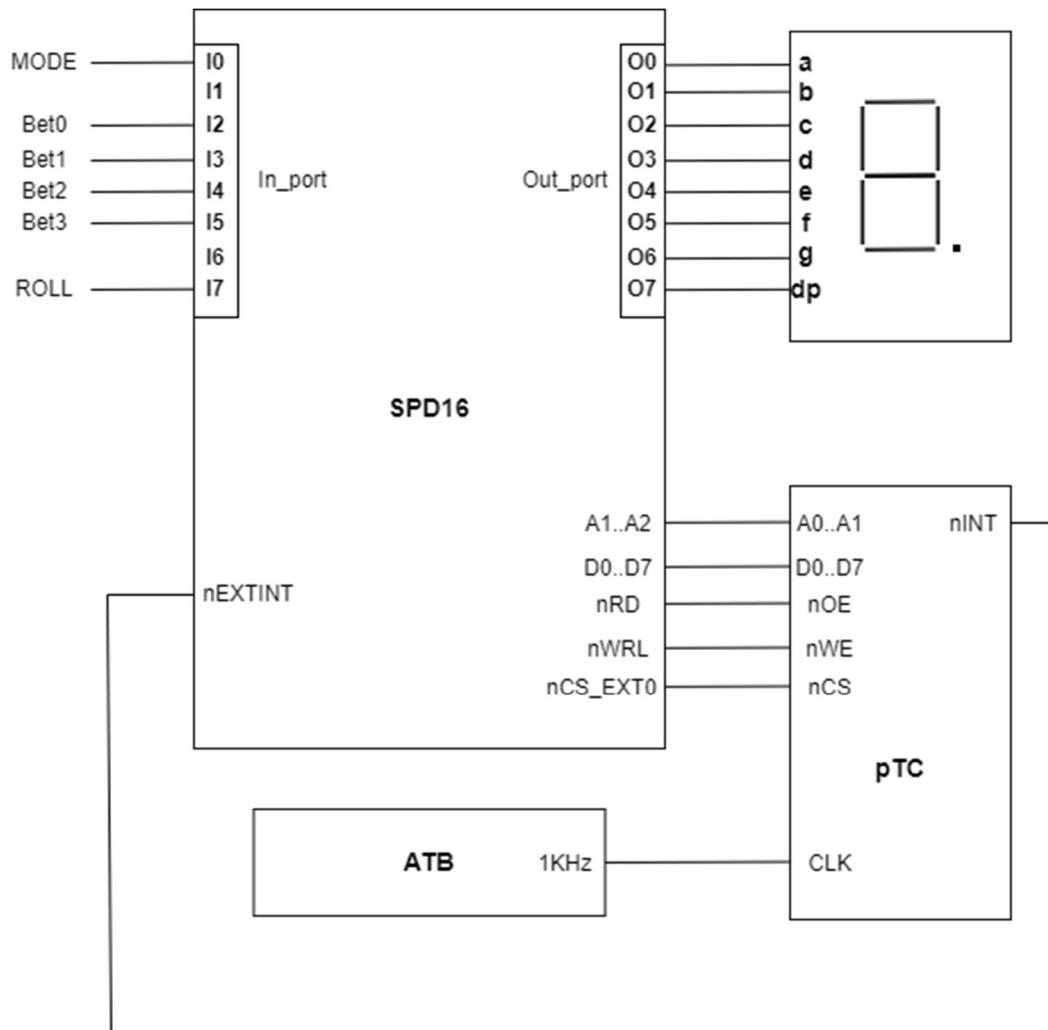 MODE
Bet0
Bet1
Bet2
Bet3
ROLL
I0
I1
I2
I3
I4
I5
I6
I7
In_port
Out_port
O0
O1
O2
O3
O4
O5
O6
O7
a
b
c
d
e
f
g
dp
SPD16
nEXTINT
A1..A2
D0..D7
nRD
nWRL
nCS_EXT0
A0..A1
D0..D7
nOE
nWE
nCS
nINT
pTC
CLK
ATB
1KHz